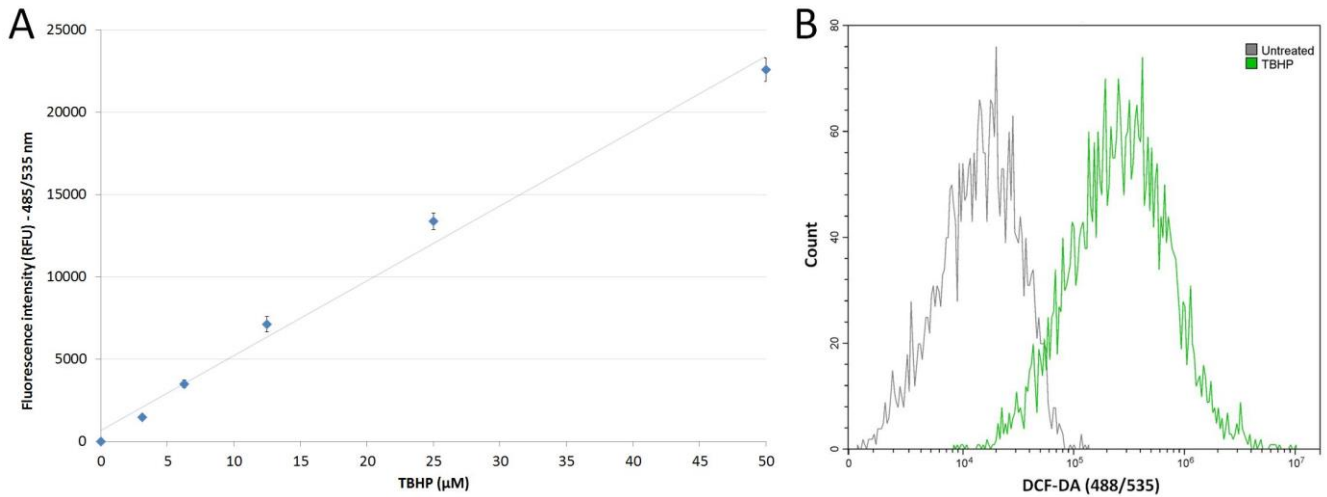 A
Fluorescence intensity (RFU) - 485/535 nm
25000
20000
15000
10000
5000
0
0 5 10 15 20 25 30 35 40 45 50
TBHP (µM)
B
Untreated
TBHP
Count
80
60
40
20
0
0 10⁴ 10⁵ 10⁶ 10⁷
DCF-DA (488/535)